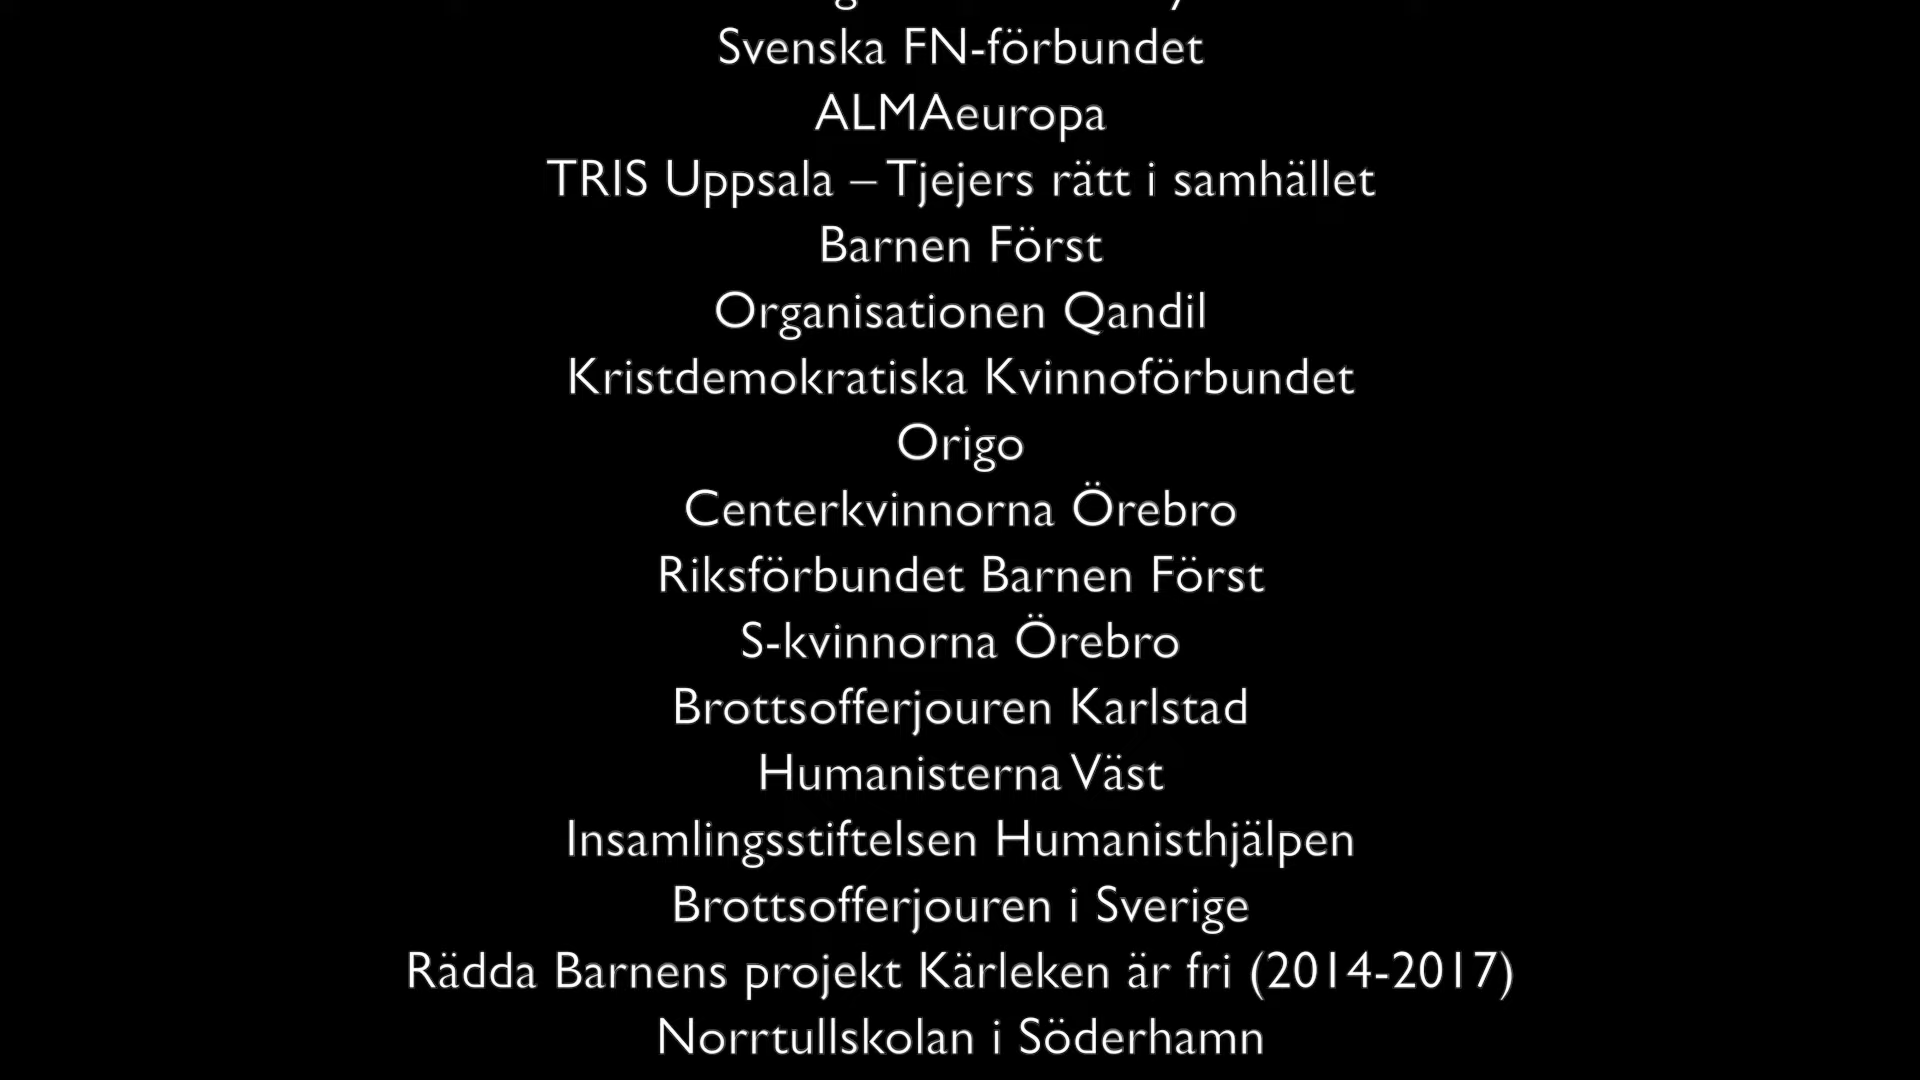 Svenska FN-förbundet
ALMAeuropa
TRIS Uppsala – Tjejers rätt i samhället
Barnen Först
Organisationen Qandil
Kristdemokratiska Kvinnoförbundet
Origo
Centerkvinnorna Örebro
Riksförbundet Barnen Först
S-kvinnorna Örebro
Brottsofferjouren Karlstad
Humanisterna Väst
Insamlingsstiftelsen Humanisthjälpen
Brottsofferjouren i Sverige
Rädda Barnens projekt Kärleken är fri (2014-2017)
Norrtullskolan i Söderhamn